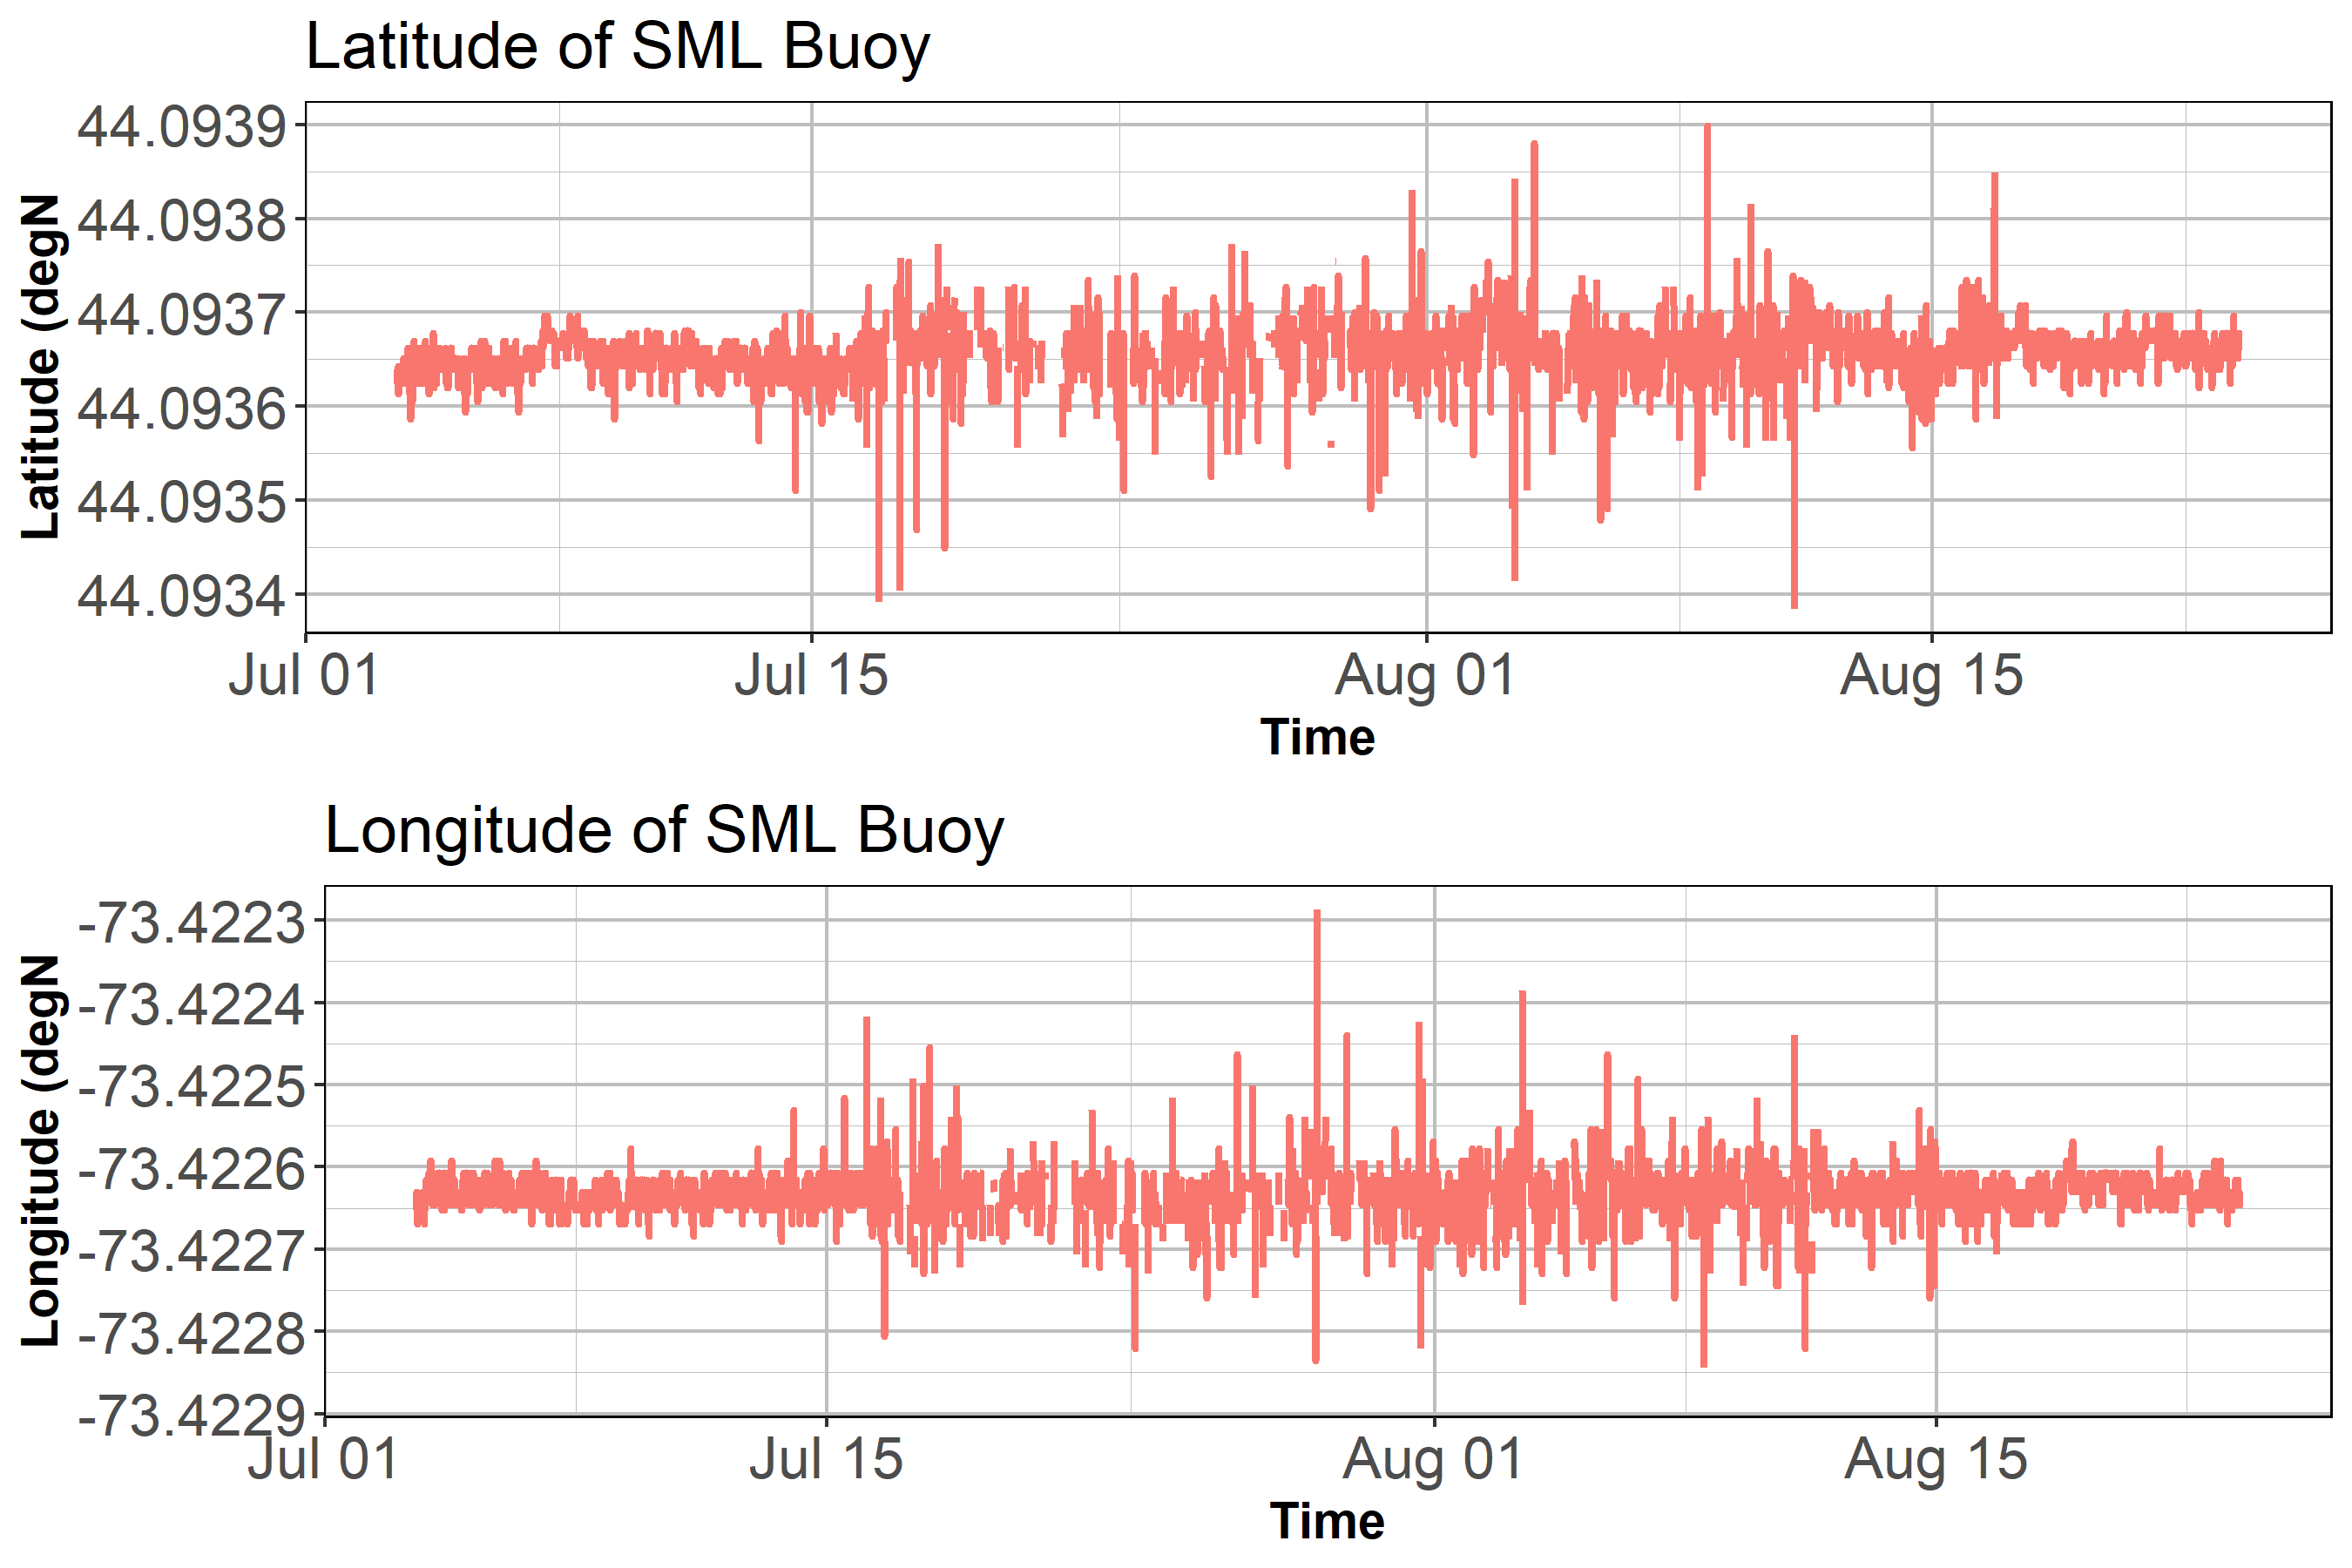 Latitude of SML Buoy
44.0939
44.0938
44.0937
44.0936
44.0935
44.0934
Latitude (degN
Jul 01 Jul 15 Aug 01 Aug 15
Time
Longitude of SML Buoy
-73.4223
-73.4224
-73.4225
-73.4226
-73.4227
-73.4228
-73.4229
Longitude (degN
Jul 01 Jul 15 Aug 01 Aug 15
Time